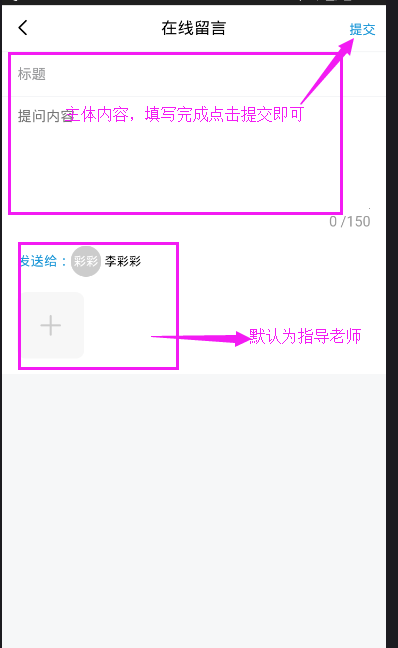 在线留言
提交
标题
提问内容
主体内容，填写完成点击提交即可
0 /150
发送给： 彩彩 李彩彩
默认为指导老师